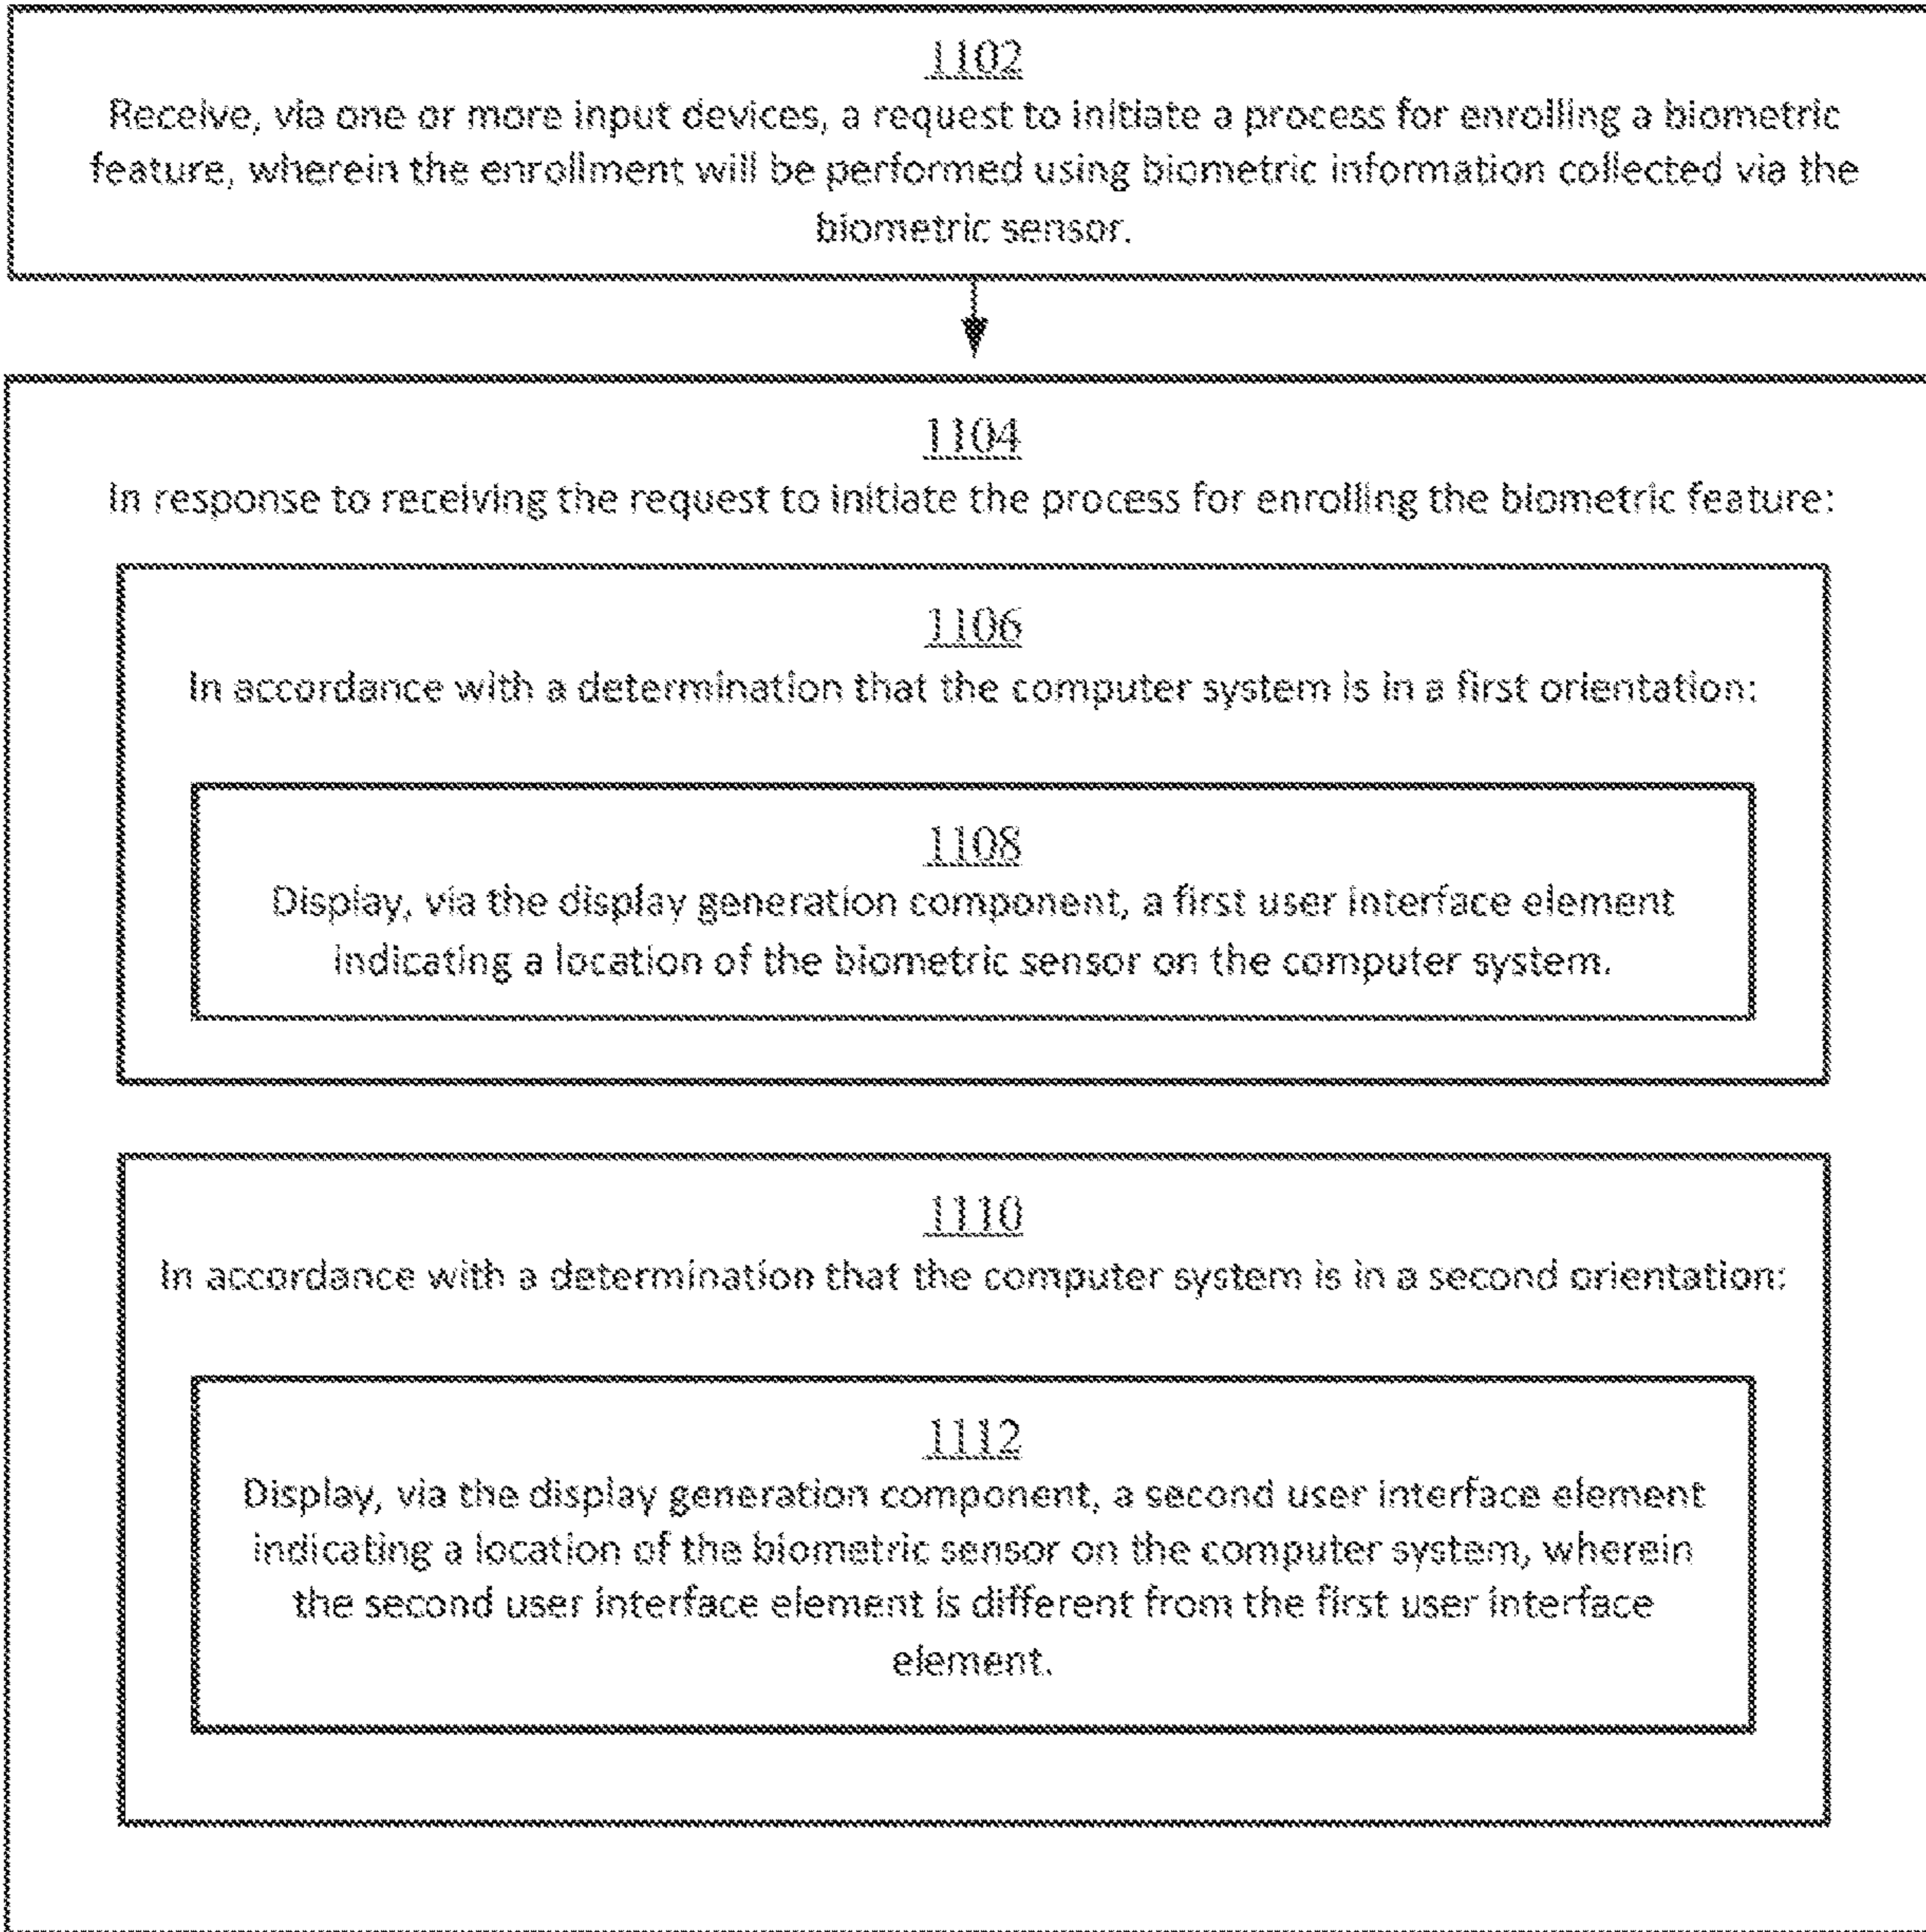 1102
Receive, via one or more input devices, a request to initiate a process for enrolling a biometric
feature, wherein the enrollment will be performed using biometric information collected via the
biometric sensor.
1104
In response to receiving the request to initiate the process for enrolling the biometric feature:
1106
In accordance with a determination that the computer system is in a first orientation:
1108
Display, via the display generation component, a first user interface element
indicating a location of the biometric sensor on the computer system.
1110
In accordance with a determination that the computer system is in a second orientation:
1112
Display, via the display generation component, a second user interface element
indicating a location of the biometric sensor on the computer system, wherein
the second user interface element is different from the first user interface
element.